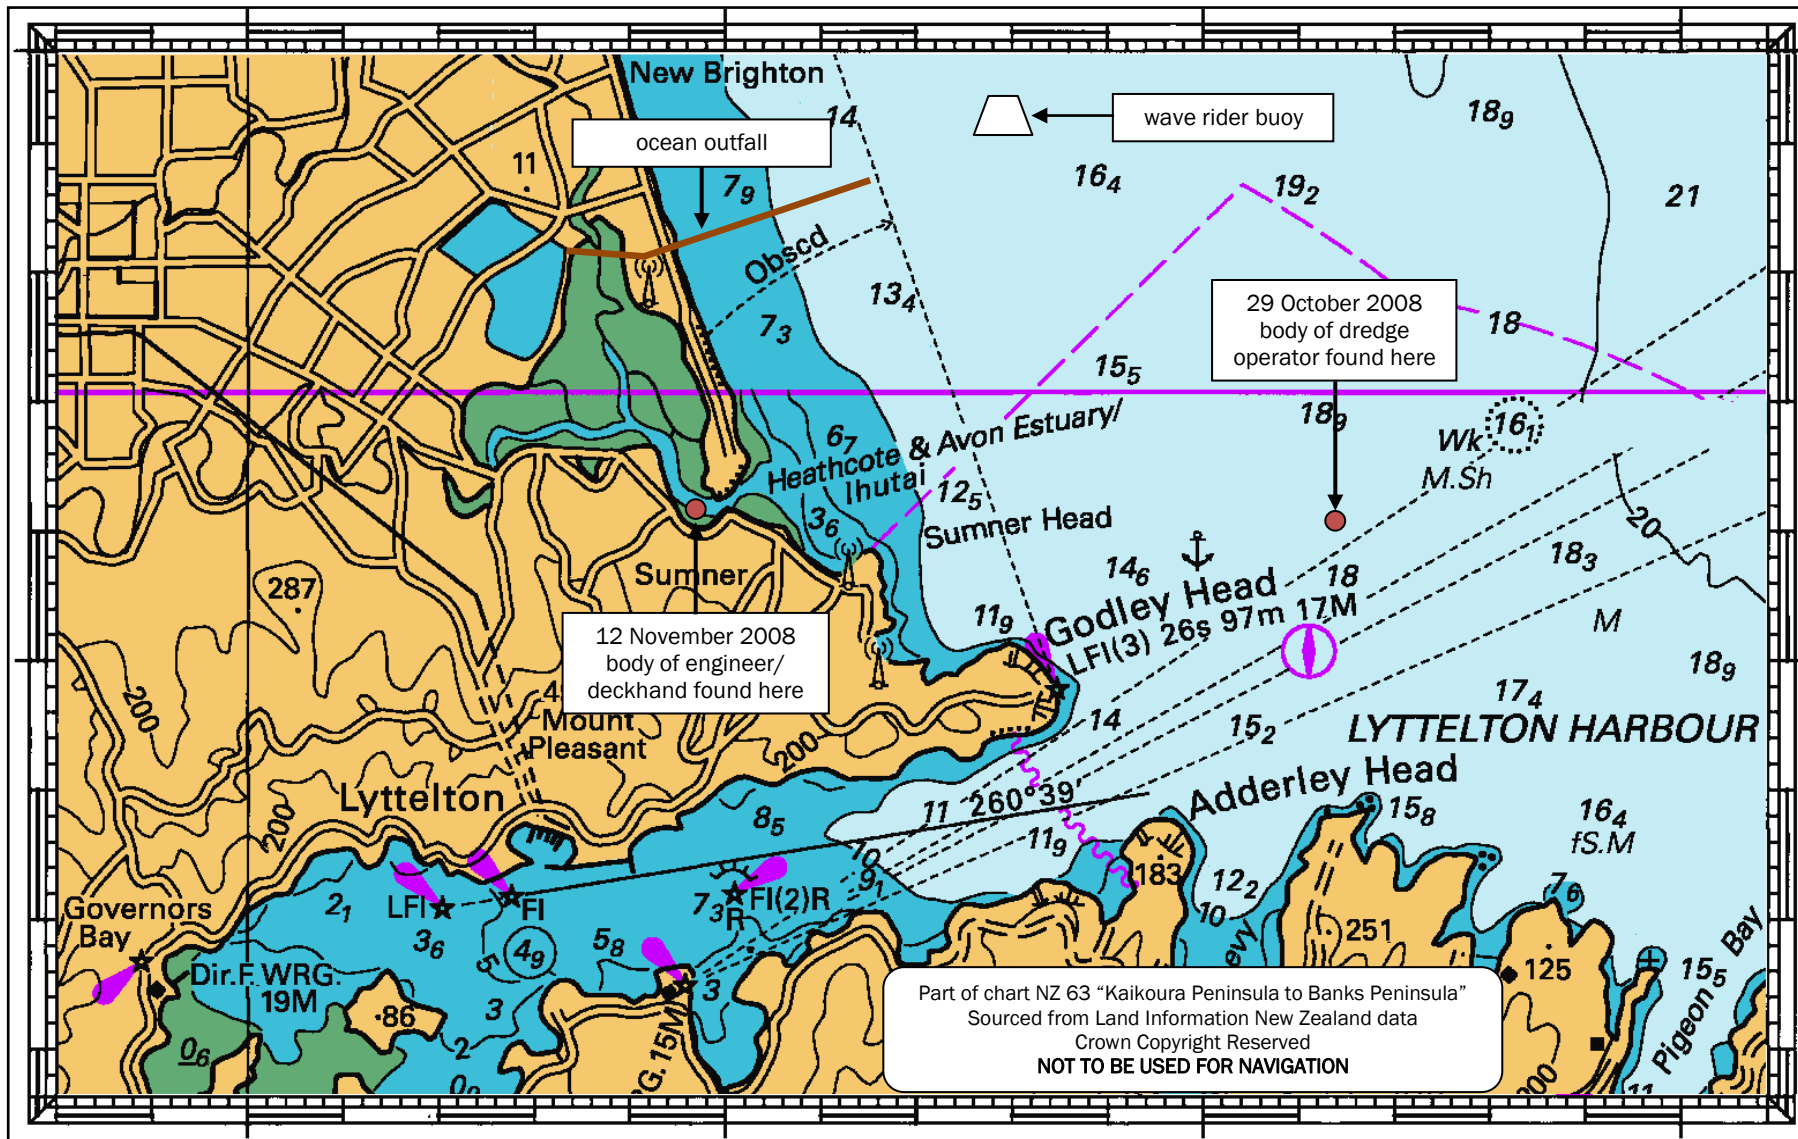 New Brighton
14
wave rider buoy
18₉
ocean outfall
11
7₉
16₄
19₂
21
Obscd
13₄
29 October 2008
body of dredge
operator found here
7₃
18
15₅
18₉
16₁
Wk
M.Sh
6₇
Heathcote & Avon Estuary/
Ihutai
12₅
3₆
Sumner Head
20
18₃
Sumner
14₆
18
287
Godley Head
LFl(3) 26s 97m 17M
11₉
M
12 November 2008
body of engineer/
deckhand found here
18₉
17₄
200
Mount
Pleasant
14
15₂
LYTTELTON HARBOUR
200
Lyttelton
200
260°39'
Adderley Head
11
8₅
15₈
16₄
fS.M
11₉
10
9₁
183
12₂
10
7₆
Governors
Bay
2₁
LFl
Fl
7₃
R
Fl(2)R
3₆
5
4₉
5₈
251
evy
125
15₅
Pigeon Bay
Dir.F.WRG.
19M
3
3
86
2
0₆
G.15M
Part of chart NZ 63 “Kaikoura Peninsula to Banks Peninsula”
Sourced from Land Information New Zealand data
Crown Copyright Reserved
NOT TO BE USED FOR NAVIGATION
11